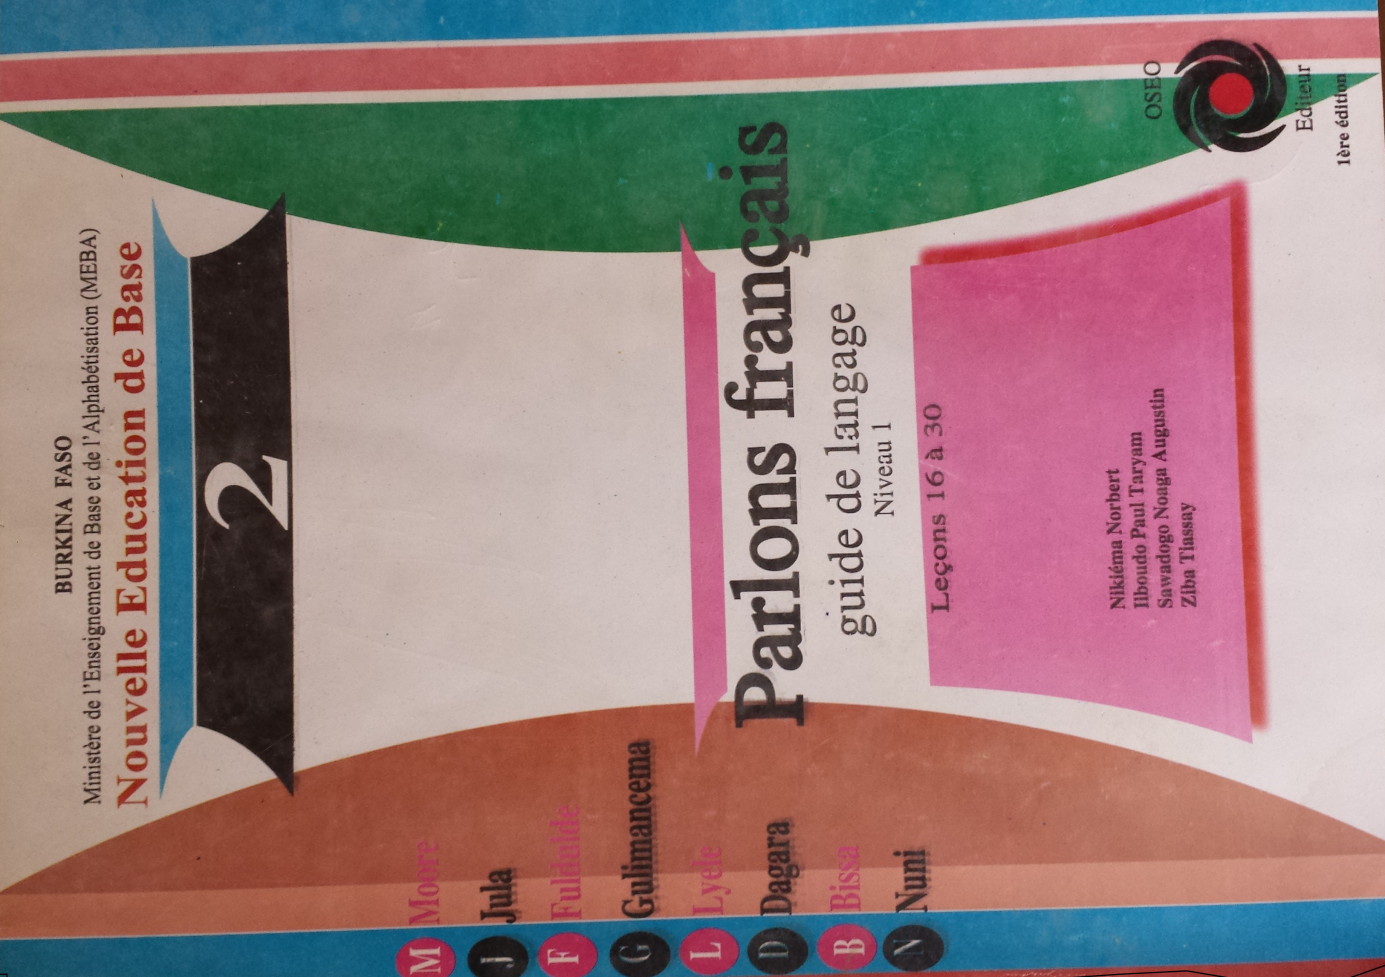 BURKINA FASO
Ministère de l'Enseignement de Base et de l'Alphabétisation (MEBA)
Nouvelle Education de Base
2
M Moore
J Jula
F Fulfulde
G Gulimancema
L Lyele
D Dagara
B Bissa
N Nuni
Parlons français
guide de langage
Niveau 1
Leçons 16 à 30
Nikiéma Norbert
Ilboudo Paul Taryam
Sawadogo Noaga Augustin
Ziba Tiassay
OSEO
Editeur
1ère édition